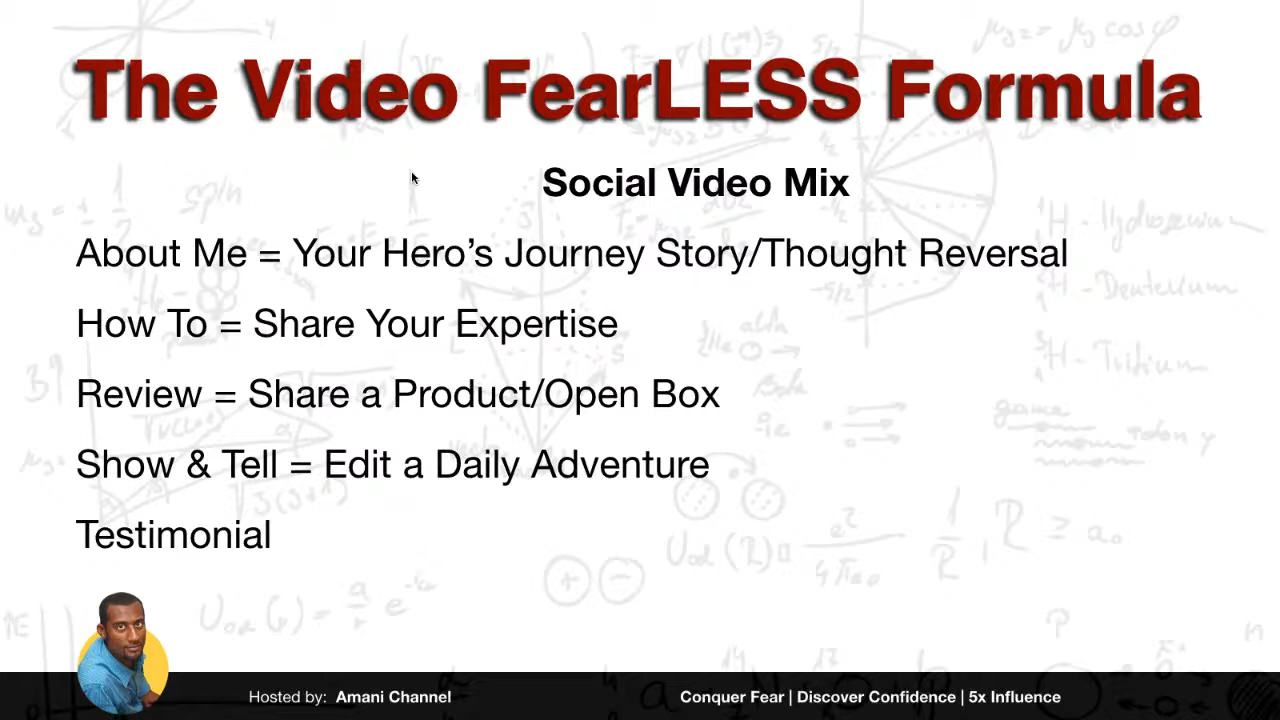 The Video FearLESS Formula
Social Video Mix
About Me = Your Hero’s Journey Story/Thought Reversal
How To = Share Your Expertise
Review = Share a Product/Open Box
Show & Tell = Edit a Daily Adventure
Testimonial
Hosted by: Amani Channel
Conquer Fear | Discover Confidence | 5x Influence